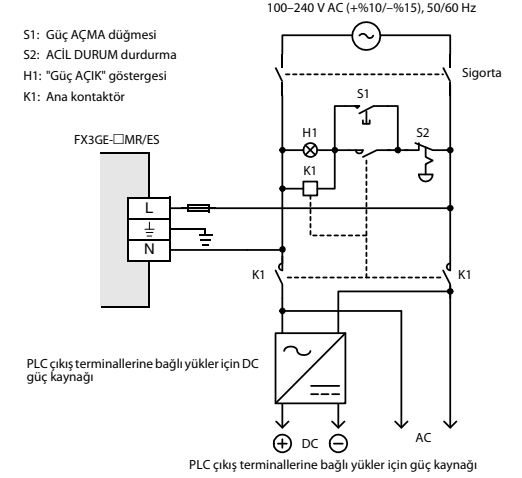 100–240 V AC (+%10/–%15), 50/60 Hz
S1: Güç AÇMA düğmesi
S2: ACİL DURUM durdurma
H1: "Güç AÇIK" göstergesi
K1: Ana kontaktör
Sigorta
S1
H1
S2
K1
FX3GE-□MR/ES
L
N
K1
K1
PLC çıkış terminallerine bağlı yükler için DC
güç kaynağı
DC
AC
PLC çıkış terminallerine bağlı yükler için güç kaynağı